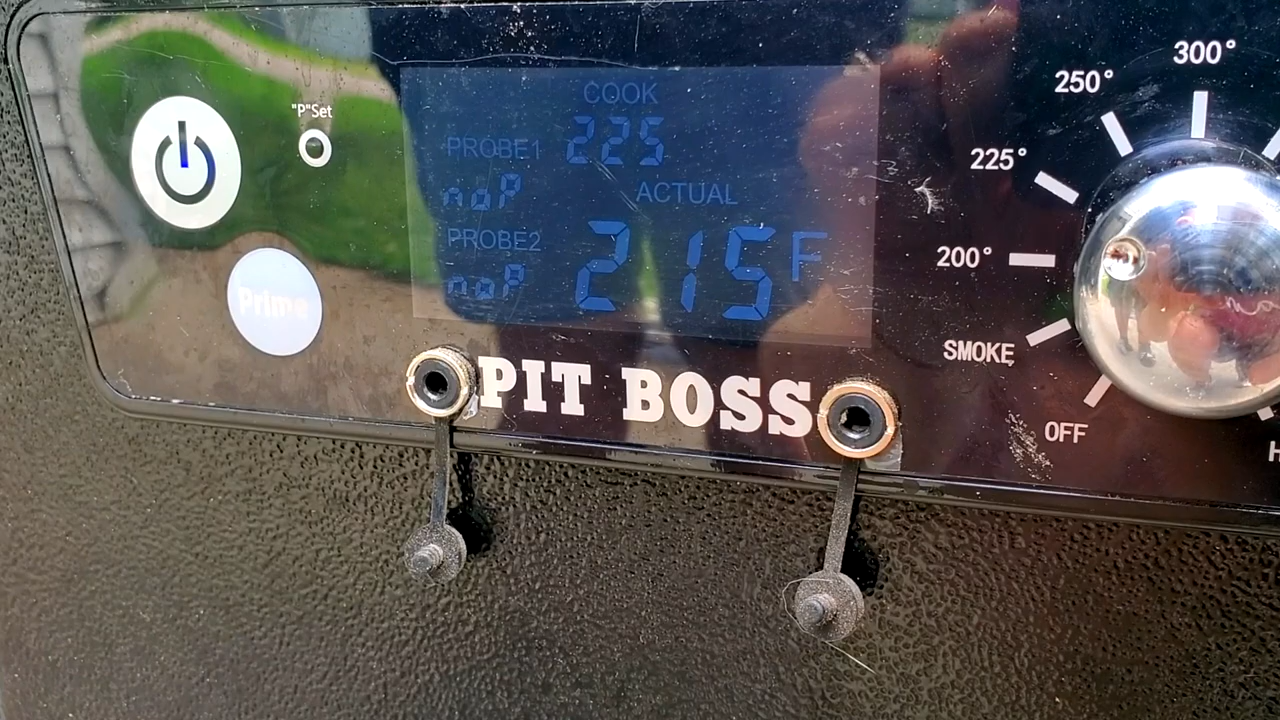 "P"Set
Prime
COOK
PROBE1 225
noP ACTUAL
PROBE2 215F
noP
PIT BOSS
300°
250°
225°
200°
SMOKE
OFF
H